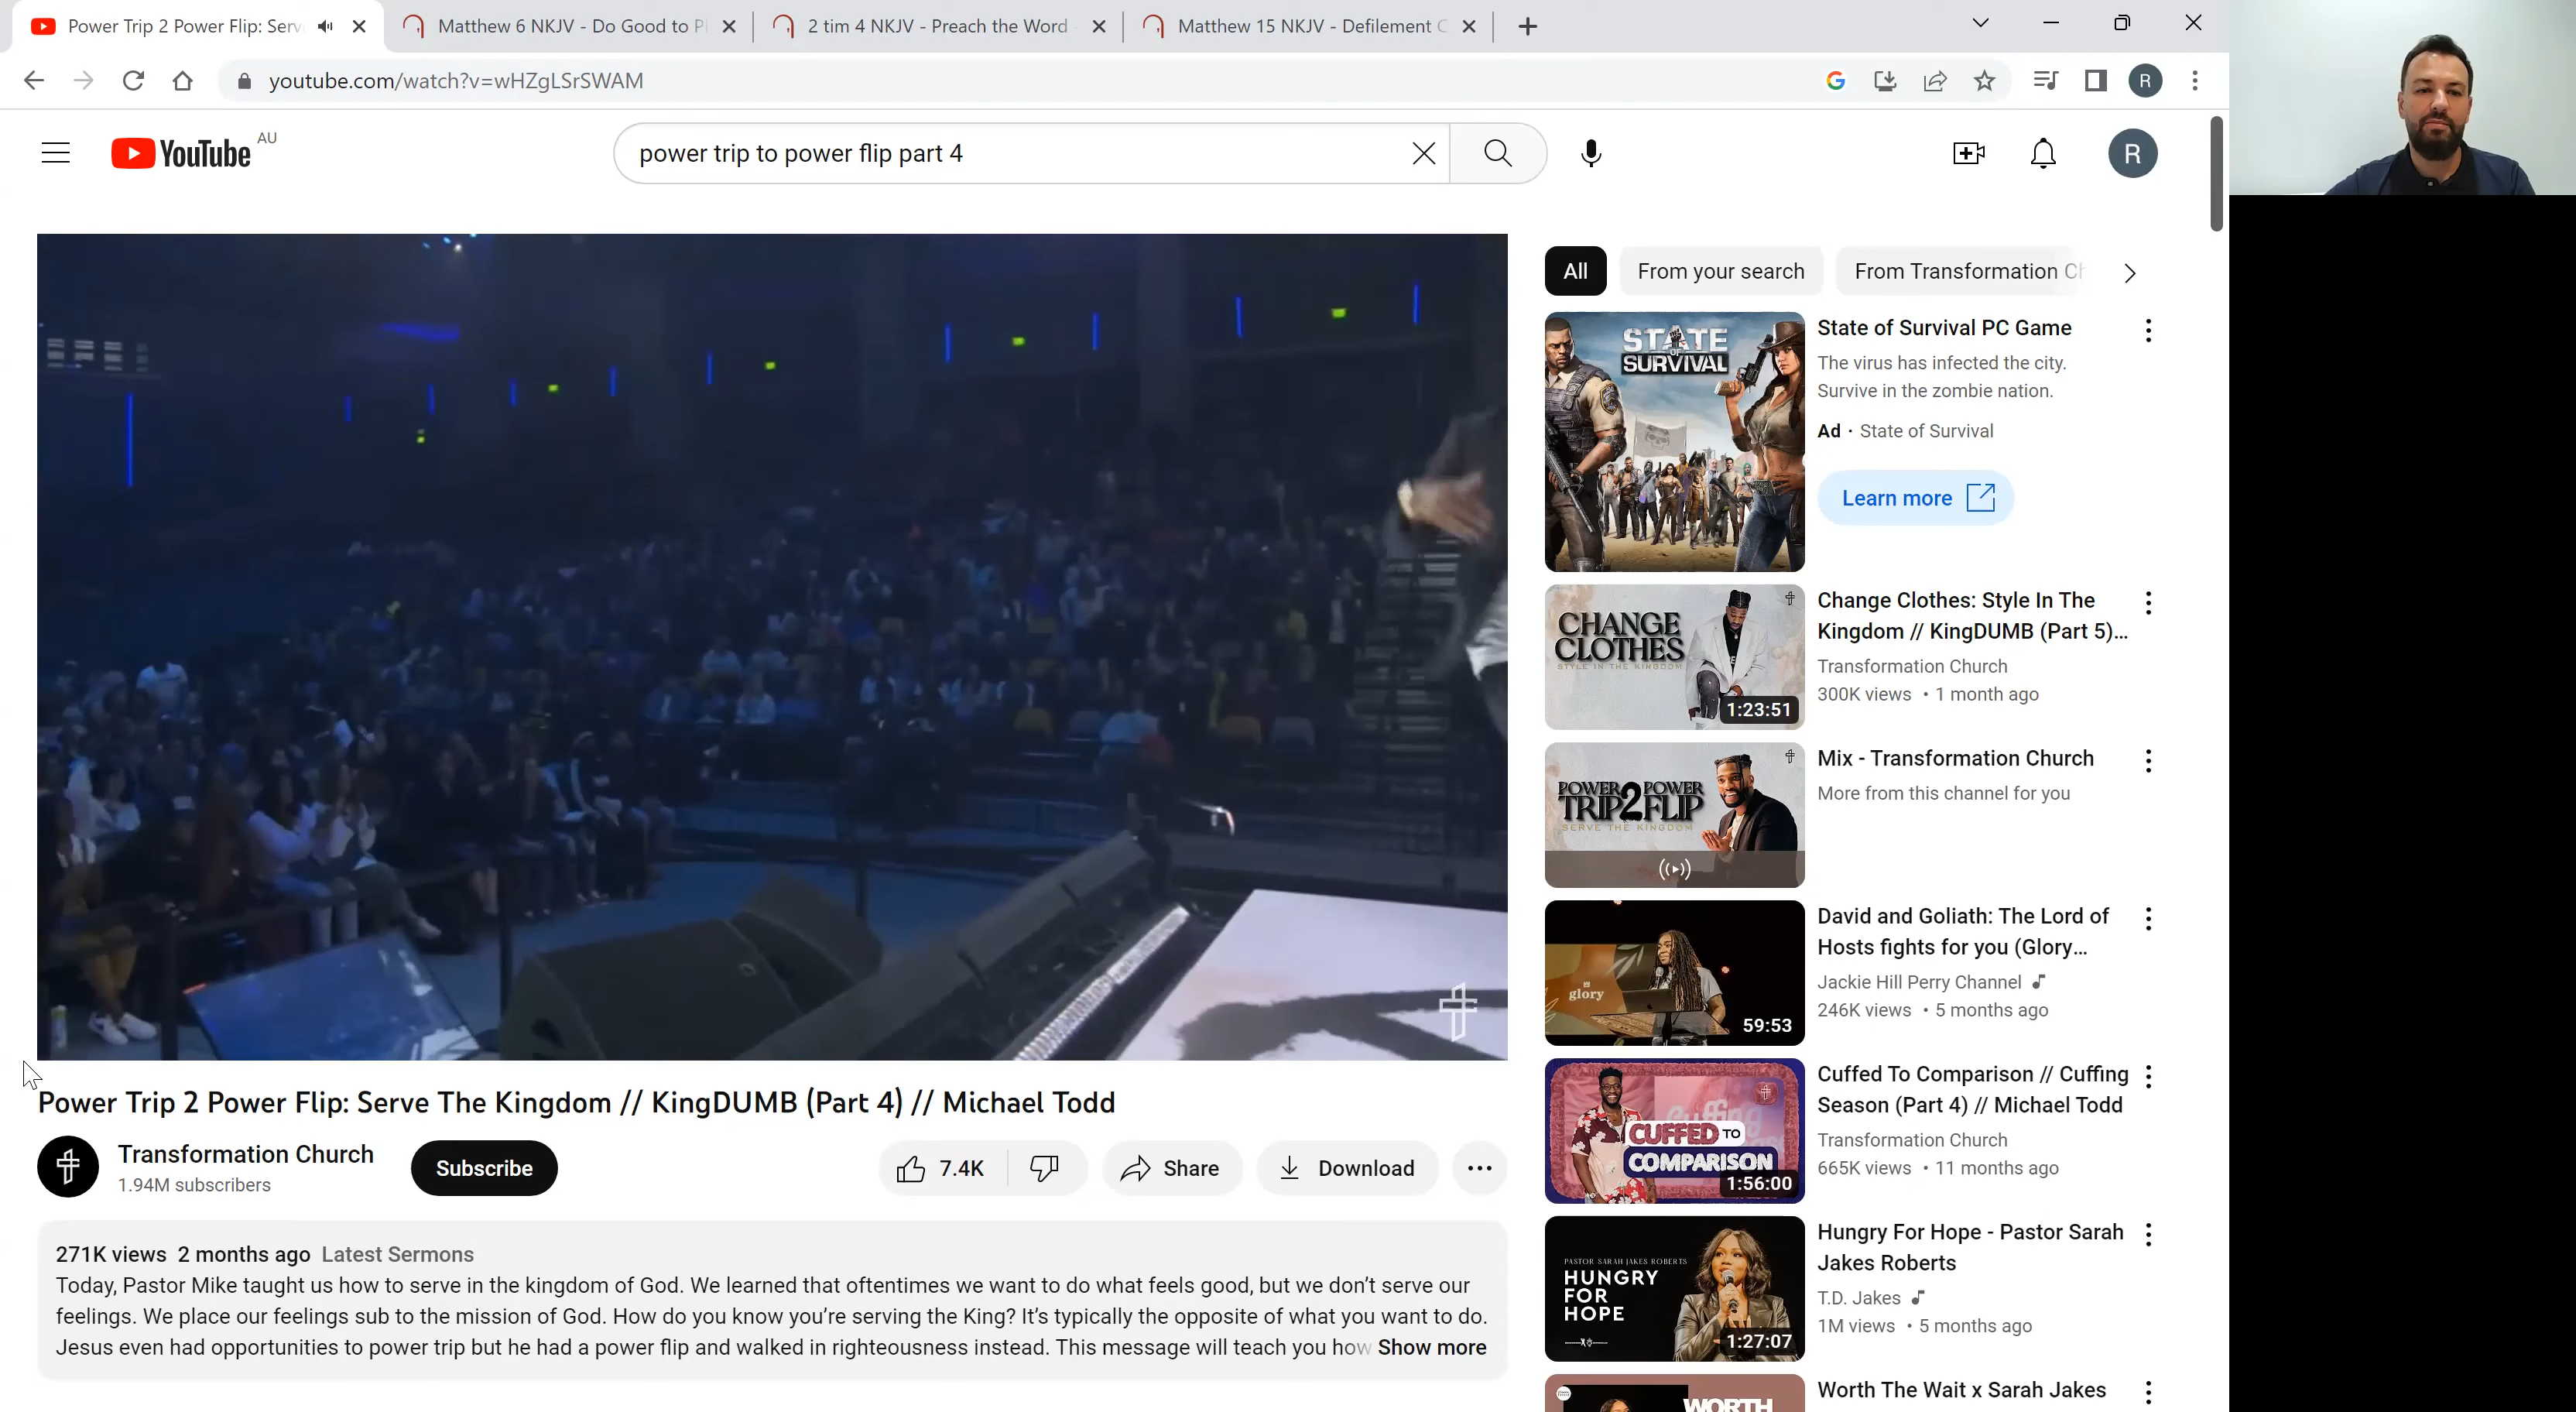 Power Trip 2 Power Flip: Serv
Matthew 6 NKJV - Do Good to Pl
2 tim 4 NKJV - Preach the Word
Matthew 15 NKJV - Defilement C
youtube.com/watch?v=wHZgLSrSWAM
R
YouTube
AU
power trip to power flip part 4
R
All
From your search
From Transformation Ch
STATE
OF
SURVIVAL
State of Survival PC Game
The virus has infected the city.
Survive in the zombie nation.
Ad · State of Survival
Learn more
CHANGE
CLOTHES
STYLE IN THE KINGDOM
1:23:51
Change Clothes: Style In The
Kingdom // KingDUMB (Part 5)...
Transformation Church
300K views • 1 month ago
POWER 2 POWER
TRIP FLIP
SERVE THE KINGDOM
Mix - Transformation Church
More from this channel for you
glory
59:53
David and Goliath: The Lord of
Hosts fights for you (Glory...
Jackie Hill Perry Channel
246K views • 5 months ago
Cuffing
CUFFED TO
COMPARISON
1:56:00
Cuffed To Comparison // Cuffing
Season (Part 4) // Michael Todd
Transformation Church
665K views • 11 months ago
PASTOR SARAH JAKES ROBERTS
HUNGRY
FOR
HOPE
1:27:07
Hungry For Hope - Pastor Sarah
Jakes Roberts
T.D. Jakes
1M views • 5 months ago
WORTH
Worth The Wait x Sarah Jakes
Power Trip 2 Power Flip: Serve The Kingdom // KingDUMB (Part 4) // Michael Todd
Transformation Church
1.94M subscribers
Subscribe
7.4K
Share
Download
271K views 2 months ago Latest Sermons
Today, Pastor Mike taught us how to serve in the kingdom of God. We learned that oftentimes we want to do what feels good, but we don't serve our
feelings. We place our feelings sub to the mission of God. How do you know you're serving the King? It's typically the opposite of what you want to do.
Jesus even had opportunities to power trip but he had a power flip and walked in righteousness instead. This message will teach you how Show more